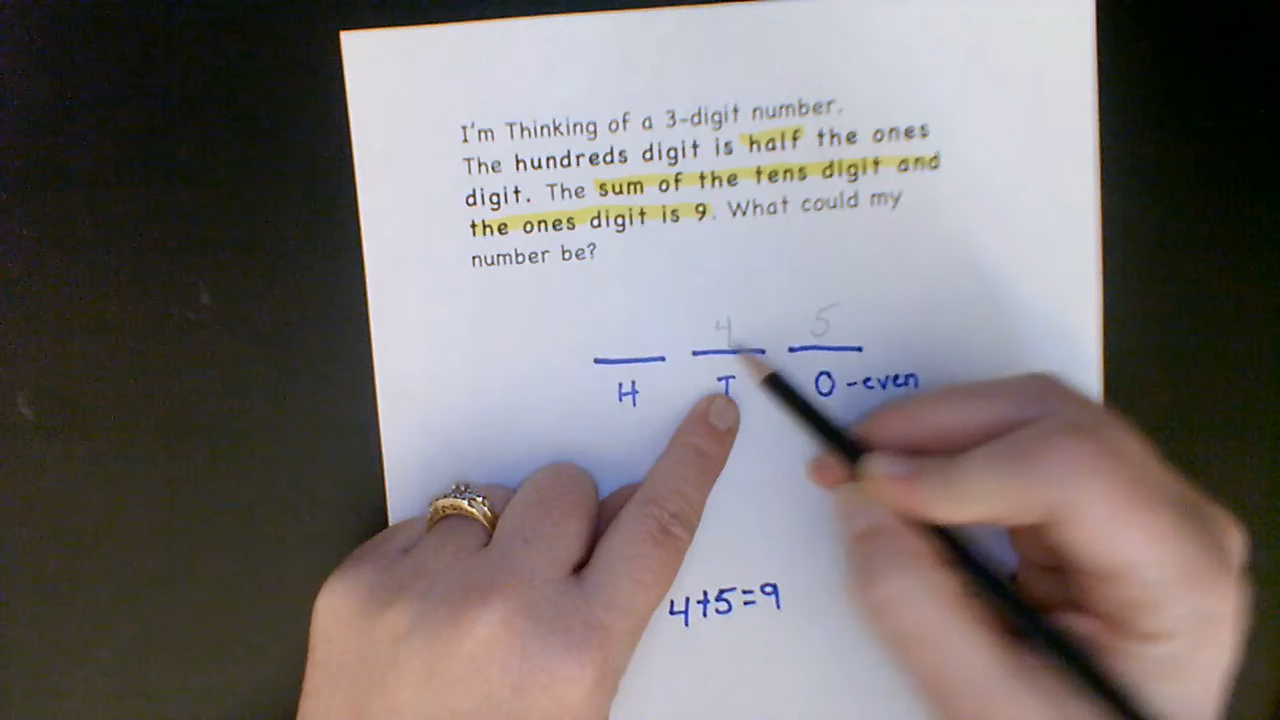 I'm Thinking of a 3-digit number.
The hundreds digit is half the ones
digit. The sum of the tens digit and
the ones digit is 9. What could my
number be?
4 5
H T O-even
4+5=9